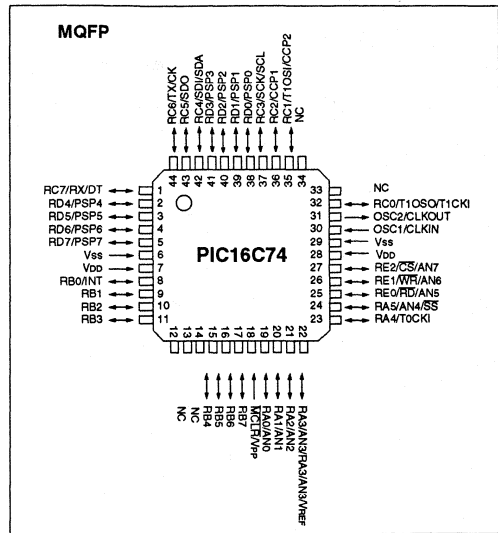 MQFP
RC6/TX/CK
RC5/SDO
RC4/SDI/SDA
RD3/PSP3
RD2/PSP2
RD1/PSP1
RD0/PSP0
RC3/SCK/SCL
RC2/CCP1
RC1/T1OSI/CCP2
NC
44 43 42 41 40 39 38 37 36 35 34
RC7/RX/DT 1
RD4/PSP4 2
RD5/PSP5 3
RD6/PSP6 4
RD7/PSP7 5
VSS 6
VDD 7
RB0/INT 8
RB1 9
RB2 10
RB3 11
PIC16C74
33 NC
32 RC0/T1OSO/T1CKI
31 OSC2/CLKOUT
30 OSC1/CLKIN
29 VSS
28 VDD
27 RE2/CS/AN7
26 RE1/WR/AN6
25 RE0/RD/AN5
24 RA5/AN4/SS
23 RA4/T0CKI
12 13 14 15 16 17 18 19 20 21 22
NC
NC
RB4
RB5
RB6
RB7
MCLR/VPP
RA0/AN0
RA1/AN1
RA2/AN2
RA3/AN3/RA3/AN3/VREF